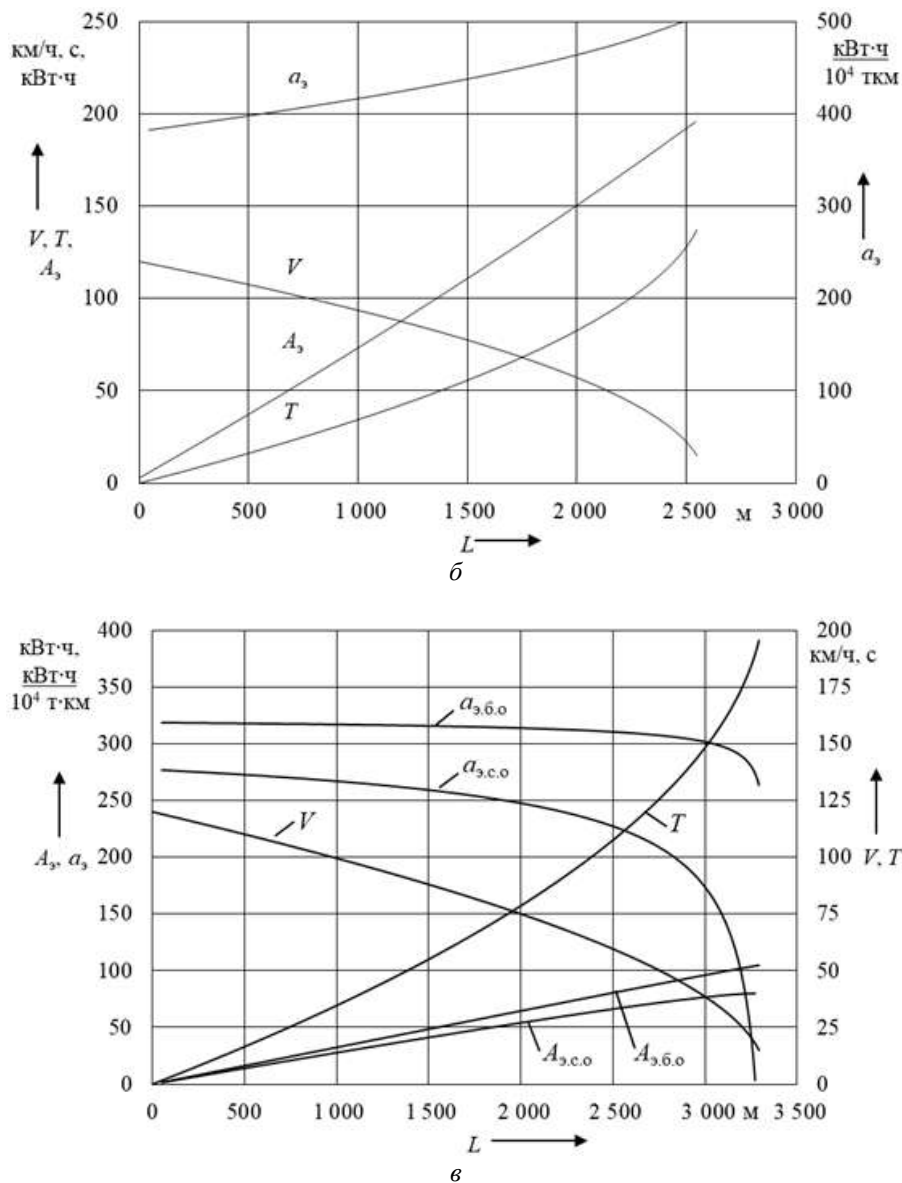 250
500
км/ч, с,
кВт·ч
кВт·ч
10⁴ ткм
aэ
200
400
150
300
V, T,
Aэ
aэ
V
100
200
Aэ
50
100
T
0
0
0
500
1 000
1 500
2 000
2 500
м
3 000
L
б
400
200
кВт·ч,
кВт·ч
10⁴ т·км
км/ч, с
350
175
aэ.б.о
300
150
aэ.с.о
250
125
V
T
Aэ, aэ
V, T
200
100
150
75
100
50
50
25
Aэ.с.о
Aэ.б.о
0
0
0
500
1 000
1 500
2 000
2 500
3 000
м
3 500
L
в